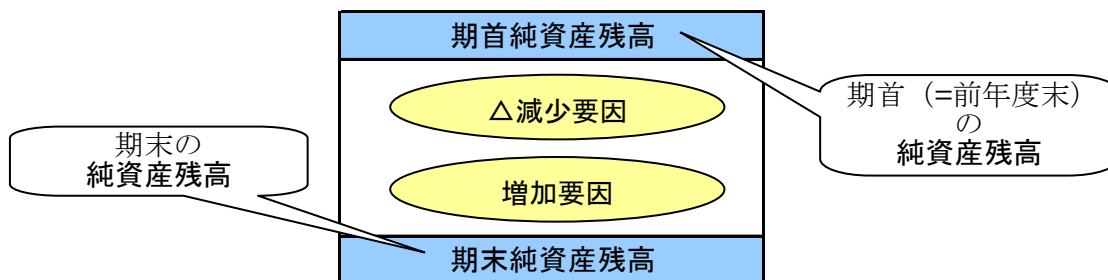 期首純資産残高
△減少要因
増加要因
期末純資産残高
期首（=前年度末）
の
純資産残高
期末の
純資産残高